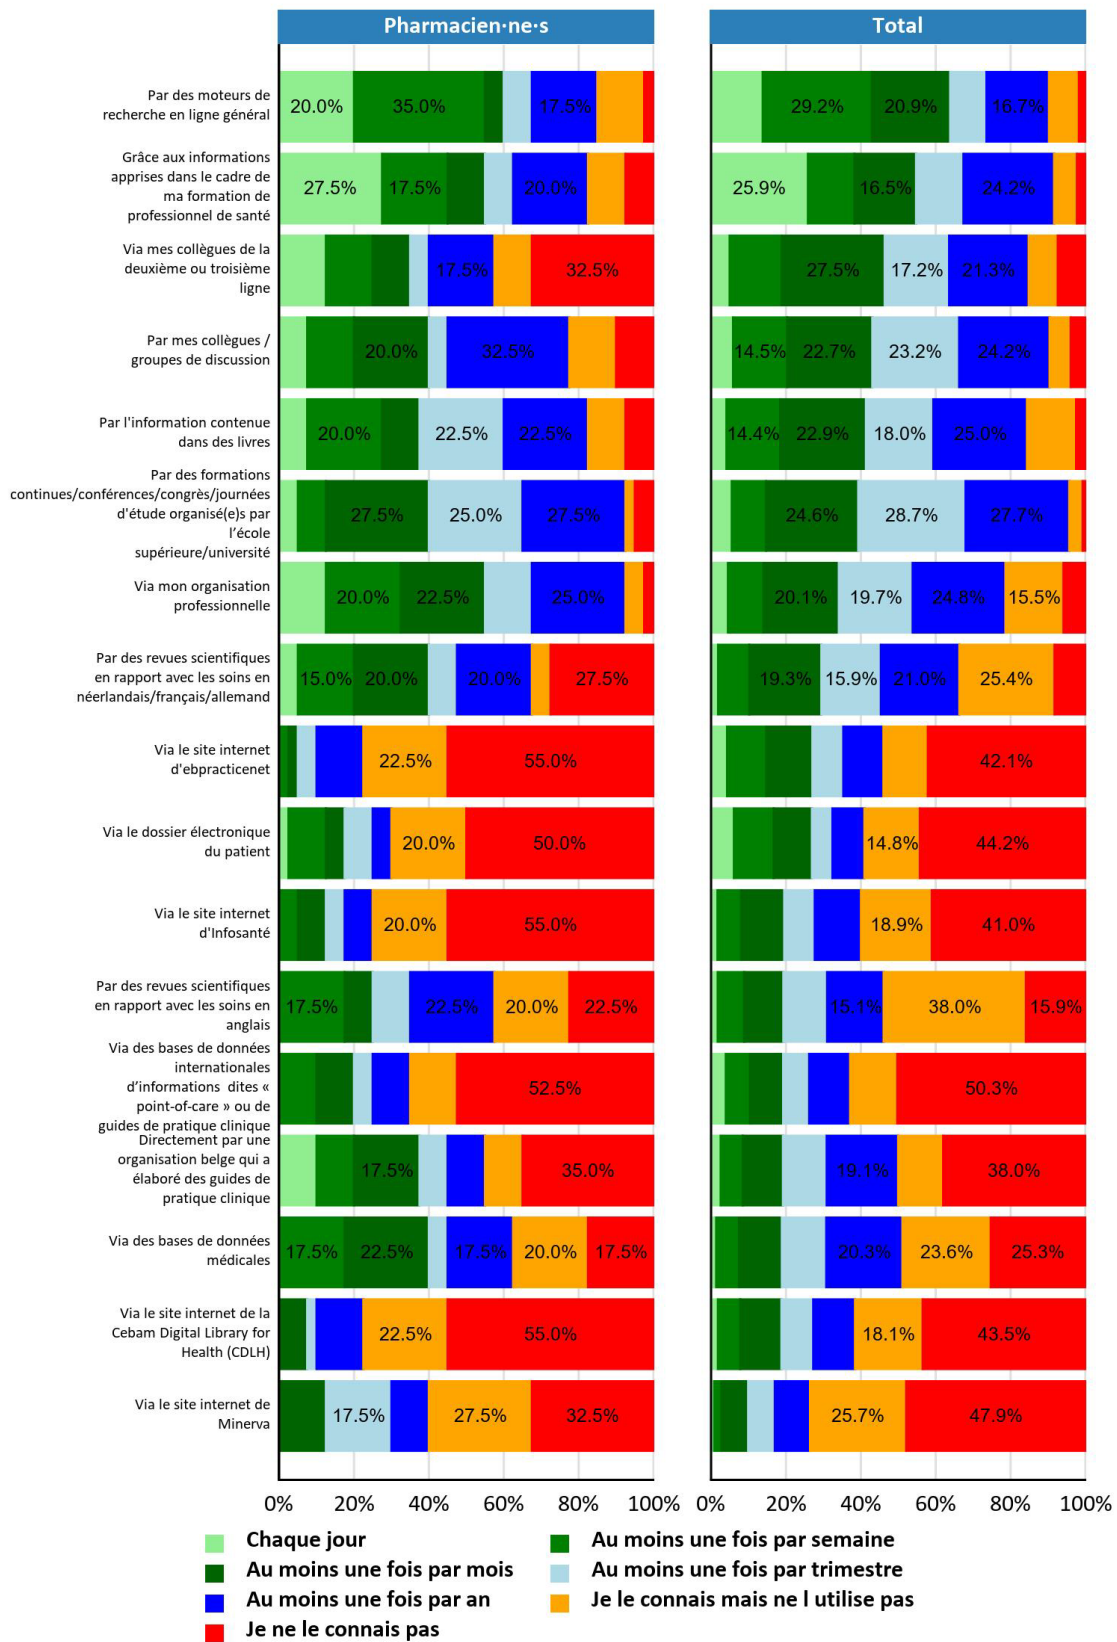 Pharmacien·ne·s
Total
Par des moteurs de
recherche en ligne général
20.0%
35.0%
17.5%
29.2%
20.9%
16.7%
Grâce aux informations
apprises dans le cadre de
ma formation de
professionnel de santé
27.5%
17.5%
20.0%
25.9%
16.5%
24.2%
Via mes collègues de la
deuxième ou troisième
ligne
17.5%
32.5%
27.5%
17.2%
21.3%
Par mes collègues /
groupes de discussion
20.0%
32.5%
14.5%
22.7%
23.2%
24.2%
Par l'information contenue
dans des livres
20.0%
22.5%
22.5%
14.4%
22.9%
18.0%
25.0%
Par des formations
continues/conférences/congrès/journées
d'étude organisé(e)s par
l'école
supérieure/université
27.5%
25.0%
27.5%
24.6%
28.7%
27.7%
Via mon organisation
professionnelle
20.0%
22.5%
25.0%
20.1%
19.7%
24.8%
15.5%
Par des revues scientifiques
en rapport avec les soins en
néerlandais/français/allemand
15.0%
20.0%
20.0%
27.5%
19.3%
15.9%
21.0%
25.4%
Via le site internet
d'ebpracticenet
22.5%
55.0%
42.1%
Via le dossier électronique
du patient
20.0%
50.0%
14.8%
44.2%
Via le site internet
d'Infosanté
20.0%
55.0%
18.9%
41.0%
Par des revues scientifiques
en rapport avec les soins en
anglais
17.5%
22.5%
20.0%
22.5%
15.1%
38.0%
15.9%
Via des bases de données
internationales
d'informations  dites «
point-of-care » ou de
guides de pratique clinique
52.5%
50.3%
Directement par une
organisation belge qui a
élaboré des guides de
pratique clinique
17.5%
35.0%
19.1%
38.0%
Via des bases de données
médicales
17.5%
22.5%
17.5%
20.0%
17.5%
20.3%
23.6%
25.3%
Via le site internet de la
Cebam Digital Library for
Health (CDLH)
22.5%
55.0%
18.1%
43.5%
Via le site internet de
Minerva
17.5%
27.5%
32.5%
25.7%
47.9%
0% 20% 40% 60% 80% 100%
0% 20% 40% 60% 80% 100%
Chaque jour
Au moins une fois par semaine
Au moins une fois par mois
Au moins une fois par trimestre
Au moins une fois par an
Je le connais mais ne l utilise pas
Je ne le connais pas